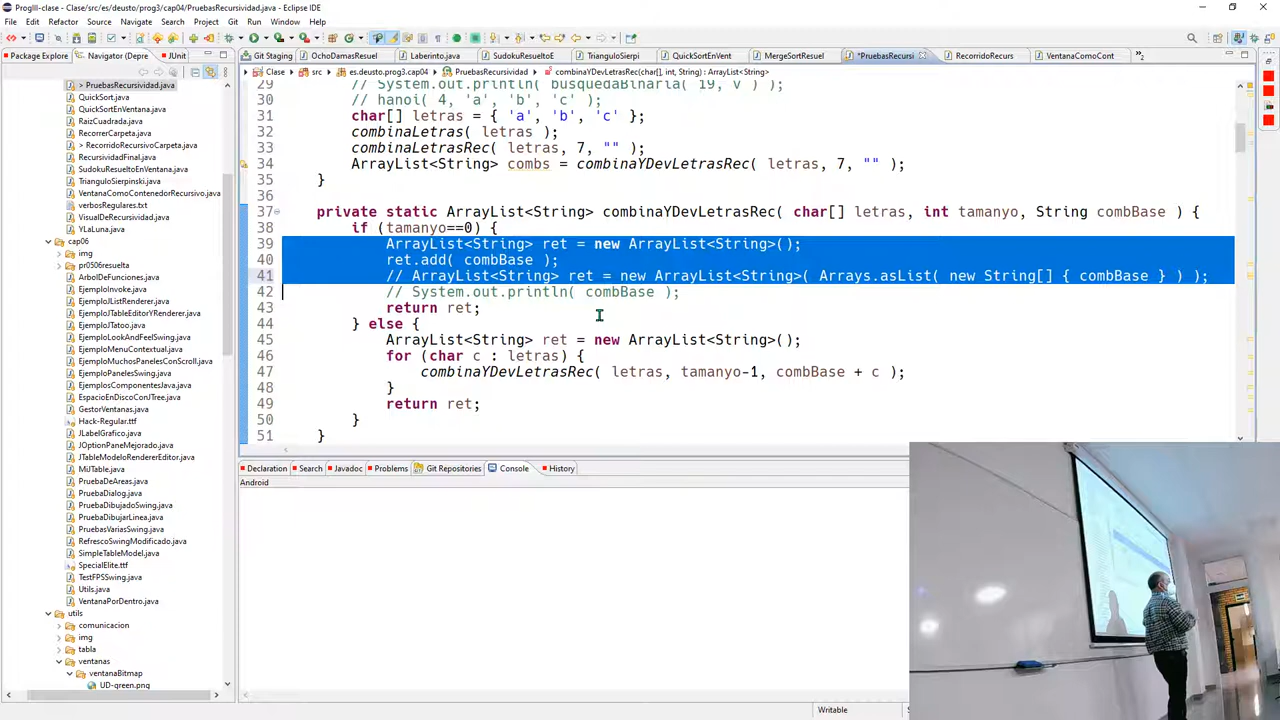 ProgIII-clase - Clase/src/es/deusto/prog3/cap04/PruebasRecursividad.java - Eclipse IDE
File Edit Refactor Source Navigate Search Project Git Run Window Help
Package Explorer Navigator (Depre JUnit
Git Staging OchoDamasResuel Laberinto.java SudokuResueltoE TrianguloSierpi QuickSortEnVent MergeSortResuel *PruebasRecursi RecorridoRecurs VentanaComoCont »2
Clase src es.deusto.prog3.cap04 PruebasRecursividad combinaYDevLetrasRec(char[], int, String) : ArrayList<String>
> PruebasRecursividad.java
QuickSort.java
QuickSortEnVentana.java
RaizCuadrada.java
RecorrerCarpeta.java
> RecorridoRecursivoCarpeta.java
RecursividadFinal.java
SudokuResueltoEnVentana.java
TrianguloSierpinski.java
VentanaComoContenedorRecursivo.java
verbosRegulares.txt
VisualDeRecursividad.java
YLaLuna.java
cap06
img
pr0506resuelta
ArbolDeFunciones.java
EjemploInvoke.java
EjemploJListRenderer.java
EjemploJTableEditorYRenderer.java
EjemploJTatoo.java
EjemploLookAndFeelSwing.java
EjemploMenuContextual.java
EjemploMuchosPanelesConScroll.java
EjemplosComponentesJava.java
EspacioEnDiscoConJTree.java
GestorVentanas.java
Hack-Regular.ttf
JLabelGrafico.java
JOptionPaneMejorado.java
JTableModeloRendererEditor.java
MiJTable.java
PruebaDeAreas.java
PruebaDialog.java
PruebaDibujadoSwing.java
PruebaDibujarLinea.java
PruebasVariasSwing.java
RefrescoSwingModificado.java
SimpleTableModel.java
SpecialElite.ttf
TestFPSSwing.java
Utils.java
VentanaPorDentro.java
utils
comunicacion
img
tabla
ventanas
ventanaBitmap
UD-green.png
29 // System.out.println( busquedaBinaria( 19, v ) );
30 // hanoi( 4, 'a', 'b', 'c' );
31 char[] letras = { 'a', 'b', 'c' };
32 combinaLetras( letras );
33 combinaLetrasRec( letras, 7, "" );
34 ArrayList<String> combs = combinaYDevLetrasRec( letras, 7, "" );
35 }
36
37 private static ArrayList<String> combinaYDevLetrasRec( char[] letras, int tamanyo, String combBase ) {
38 if (tamanyo==0) {
39 ArrayList<String> ret = new ArrayList<String>();
40 ret.add( combBase );
41 // ArrayList<String> ret = new ArrayList<String>( Arrays.asList( new String[] { combBase } ) );
42 // System.out.println( combBase );
43 return ret;
44 } else {
45 ArrayList<String> ret = new ArrayList<String>();
46 for (char c : letras) {
47 combinaYDevLetrasRec( letras, tamanyo-1, combBase + c );
48 }
49 return ret;
50 }
51 }
Declaration Search Javadoc Problems Git Repositories Console History
Android
Writable